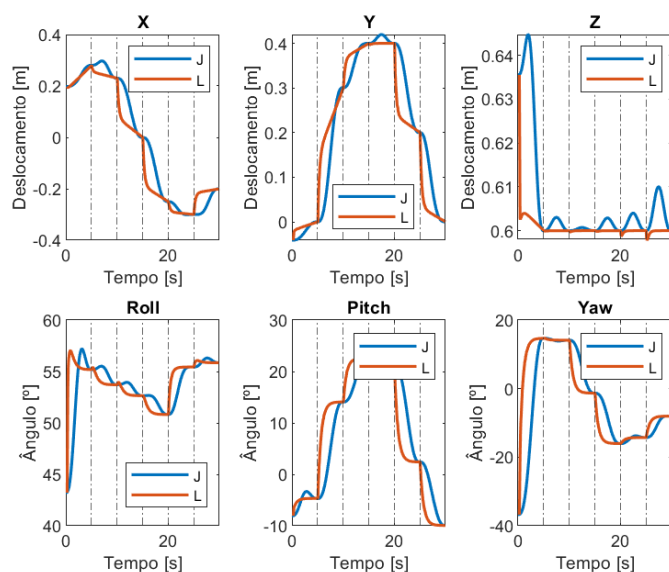 X
Deslocamento [m]
0.4
0.2
0
-0.2
-0.4
0
20
Tempo [s]
J
L
Y
Deslocamento [m]
0.4
0.3
0.2
0.1
0
0
20
Tempo [s]
J
L
Z
Deslocamento [m]
0.64
0.63
0.62
0.61
0.6
0
20
Tempo [s]
J
L
Roll
Ângulo [º]
60
55
50
45
40
0
20
Tempo [s]
J
L
Pitch
Ângulo [º]
30
20
10
0
-10
0
20
Tempo [s]
J
L
Yaw
Ângulo [º]
20
0
-20
-40
0
20
Tempo [s]
J
L